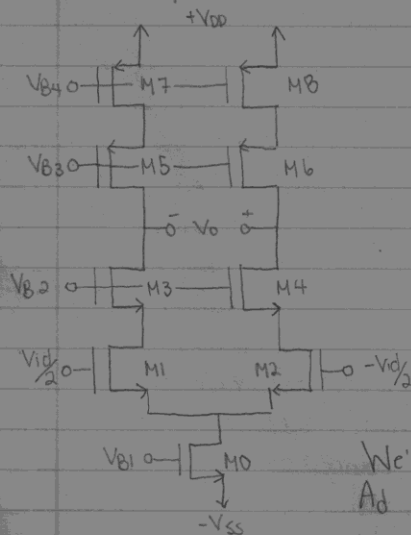 +VDD
VB4 M7 M8
VB3 M5 M6
- Vo +
VB2 M3 M4
Vid/2 M1 M2 -Vid/2
VB1 M0 We'
Ad
-VSS